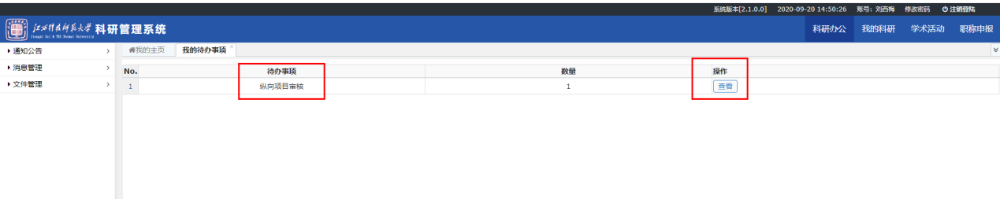 系统版本[2.1.0.0] 2020-09-20 14:50:26 账号：刘西梅 修改密码 注销登陆
江西科技师范大学 科研管理系统 科研办公 我的科研 学术活动 职称申报
Jiangxi Sci & TEC Normal University
通知公告 我的主页 我的待办事项
消息管理
文件管理
No. 待办事项 数量 操作
1 纵向项目审核 1 查看